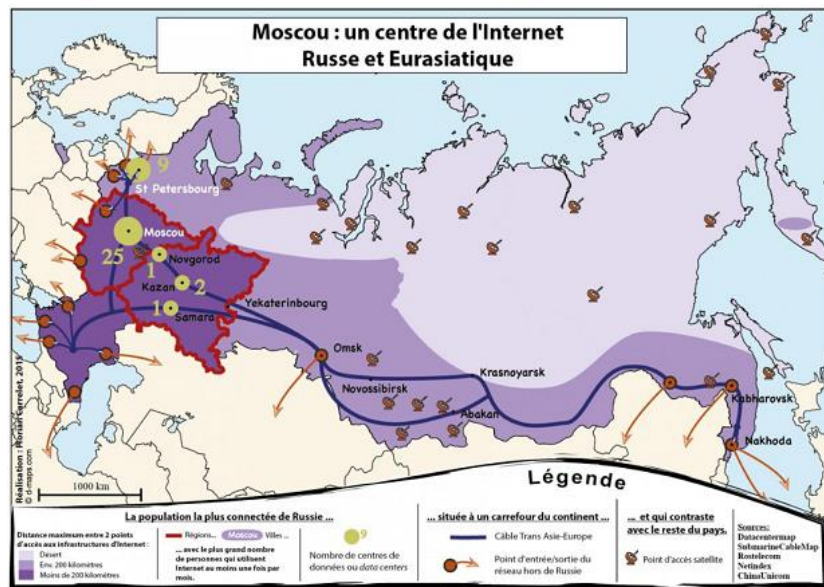 Moscou : un centre de l'Internet
Russe et Eurasiatique
9
St Petersbourg
Moscou
25
Novgorod
1
Kazan
2
Yekaterinbourg
1
Samara
Omsk
Krasnoyarsk
Novossibirsk
Abakan
Kabharovsk
Nakhoda
1000 km
© d-maps.com
Légende
La population la plus connectée de Russie ...
Distance maximum entre 2 points
d'accès aux infrastructures d'Internet :
Désert
Env. 200 kilomètres
Moins de 200 kilomètres
Régions...
Moscou
Villes ...
... avec le plus grand nombre
de personnes qui utilisent
Internet au moins une fois par
mois.
9
Nombre de centres de
données ou data centers
... située à un carrefour du continent ...
Câble Trans Asie-Europe
Point d'entrée/sortie du
réseau hors de Russie
... et qui contraste
avec le reste du pays.
Point d'accès satellite
Sources:
Datacentermap
SubmarineCableMap
Rostelecom
Netindex
ChinaUnicom